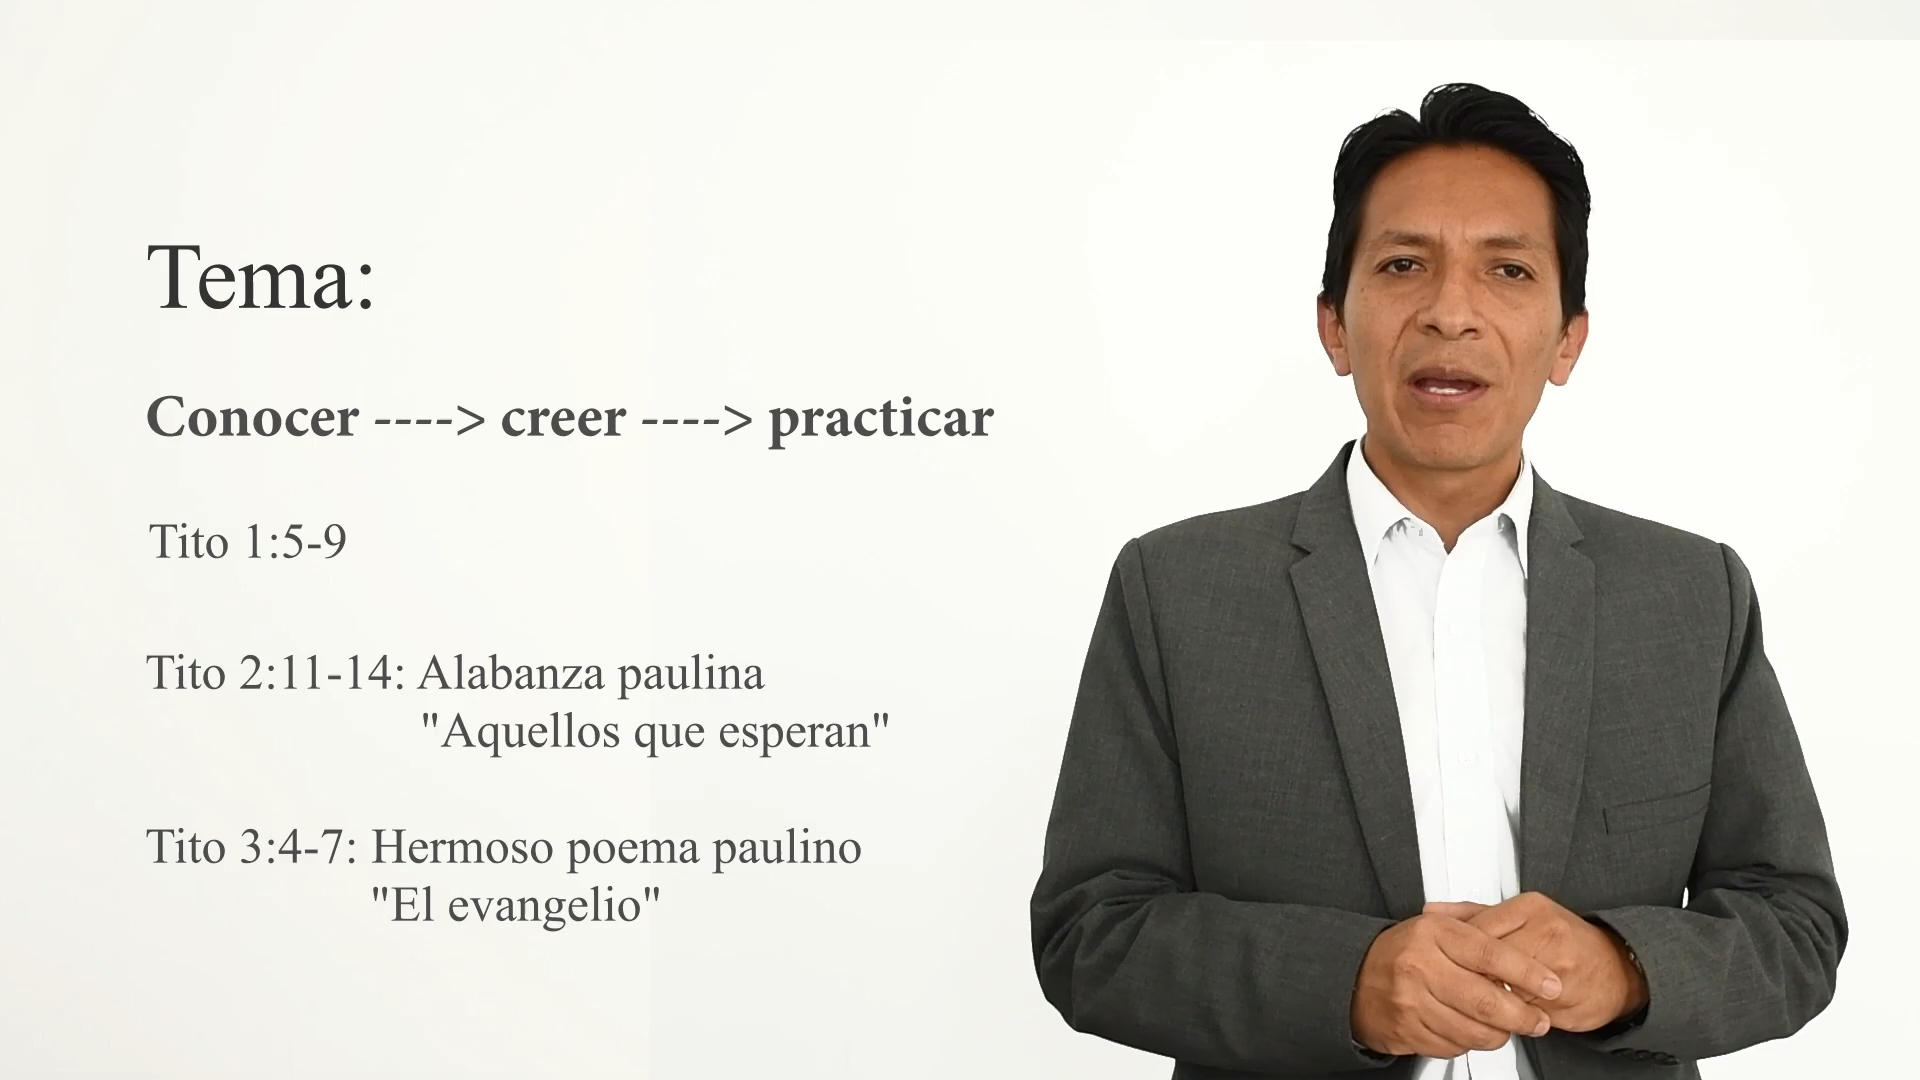 Tema:
Conocer ----> creer ----> practicar
Tito 1:5-9
Tito 2:11-14: Alabanza paulina
"Aquellos que esperan"
Tito 3:4-7: Hermoso poema paulino
"El evangelio"